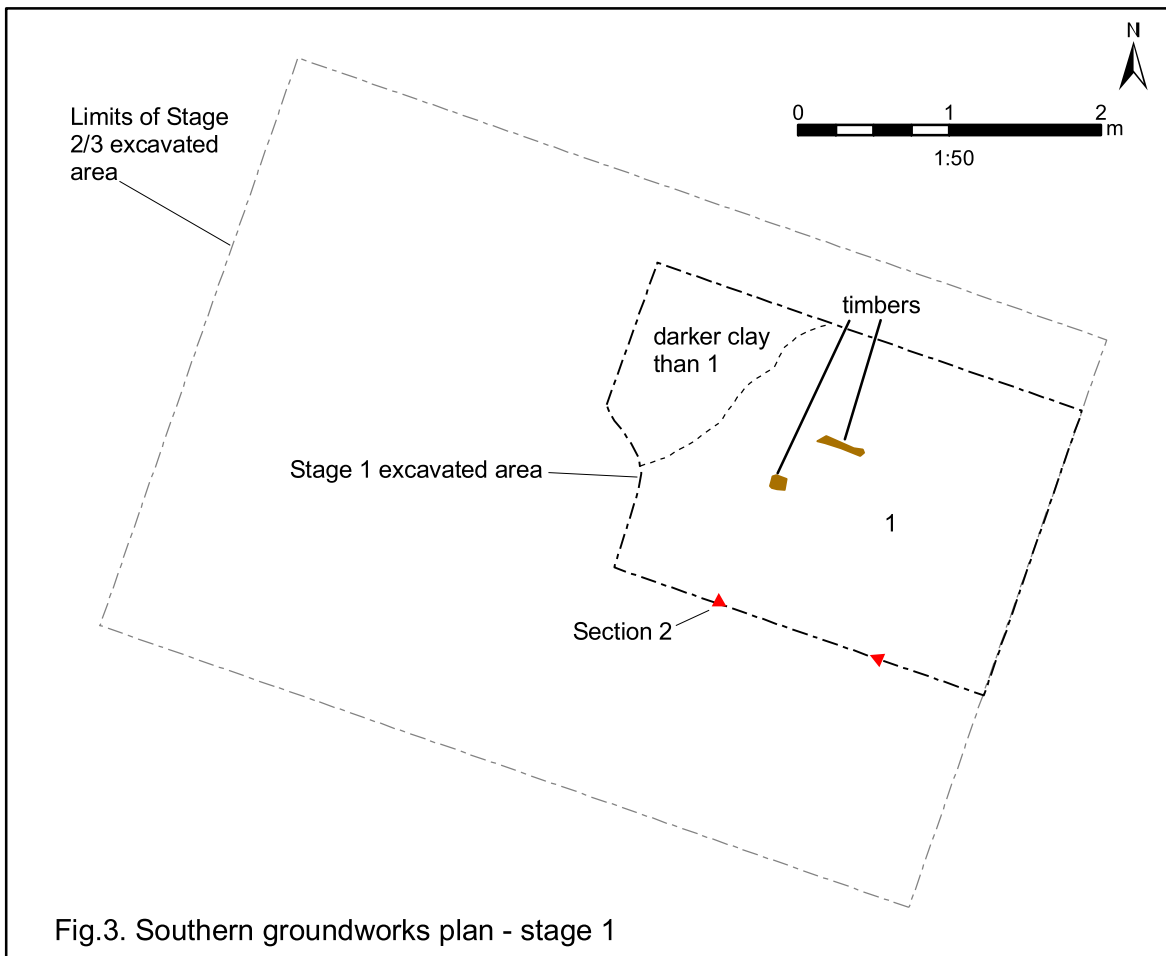 N
Limits of Stage
2/3 excavated
area
0 1 2
m
1:50
timbers
darker clay
than 1
Stage 1 excavated area
1
Section 2
Fig.3. Southern groundworks plan - stage 1